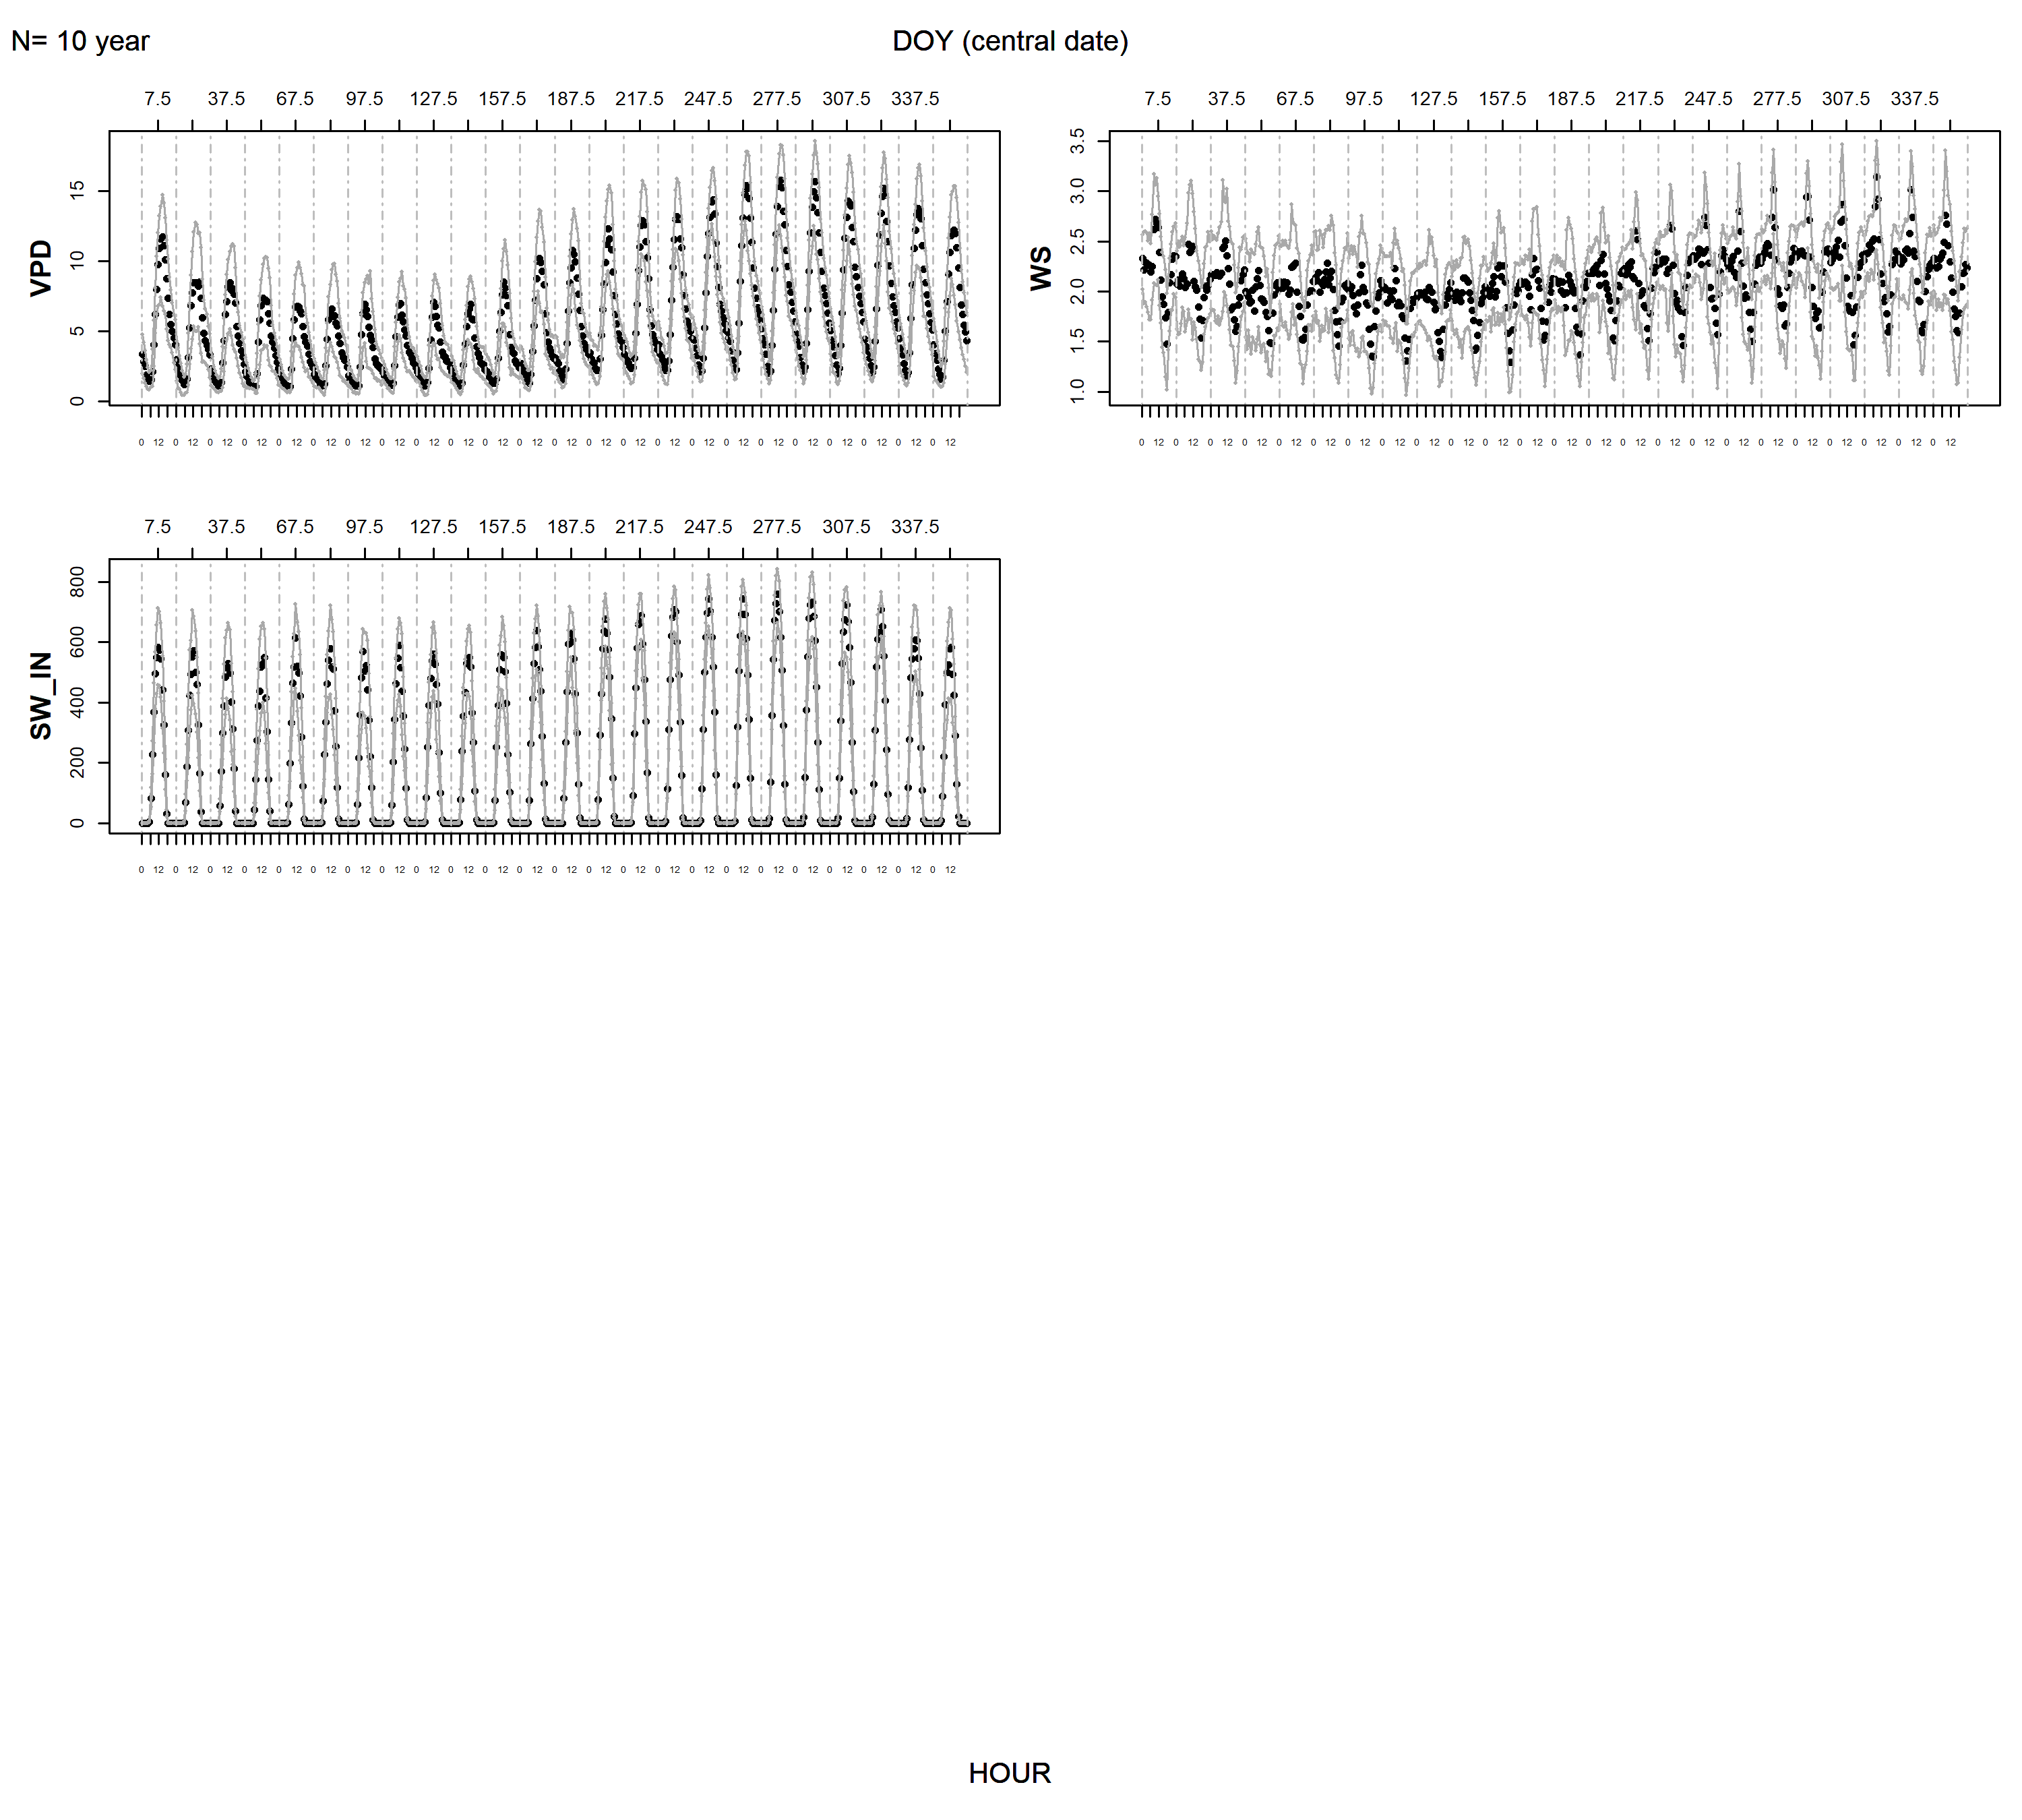 N= 10 year
DOY (central date)
7.5 37.5 67.5 97.5 127.5 157.5 187.5 217.5 247.5 277.5 307.5 337.5
VPD
15
10
5
0
0 12 0 12 0 12 0 12 0 12 0 12 0 12 0 12 0 12 0 12 0 12 0 12 0 12 0 12 0 12 0 12 0 12 0 12 0 12 0 12 0 12 0 12 0 12 0 12
7.5 37.5 67.5 97.5 127.5 157.5 187.5 217.5 247.5 277.5 307.5 337.5
WS
3.5
3.0
2.5
2.0
1.5
1.0
0 12 0 12 0 12 0 12 0 12 0 12 0 12 0 12 0 12 0 12 0 12 0 12 0 12 0 12 0 12 0 12 0 12 0 12 0 12 0 12 0 12 0 12 0 12 0 12
7.5 37.5 67.5 97.5 127.5 157.5 187.5 217.5 247.5 277.5 307.5 337.5
SW_IN
800
600
400
200
0
0 12 0 12 0 12 0 12 0 12 0 12 0 12 0 12 0 12 0 12 0 12 0 12 0 12 0 12 0 12 0 12 0 12 0 12 0 12 0 12 0 12 0 12 0 12 0 12
HOUR